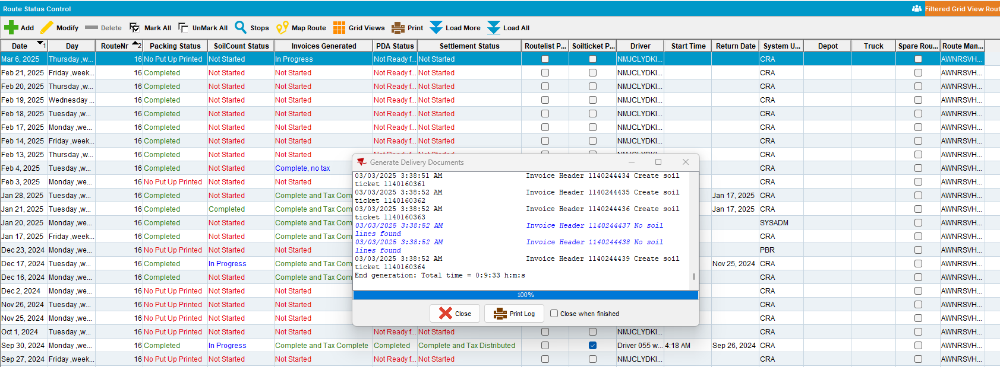 Route Status Control Filtered Grid View Rout
Add Modify Delete Mark All UnMark All Stops Map Route Grid Views Print Load More Load All
Date 1 Day RouteNr 2 Packing Status SoilCount Status Invoices Generated PDA Status Settlement Status Routelist P... Soilticket P... Driver Start Time Return Date System U... Depot Truck Spare Rou... Route Man...
Mar 6, 2025 Thursday ,w... 16 No Put Up Printed Not Started In Progress Not Ready f... Not Started NMJCLYDKI... CRA AWNRSVH...
Feb 21, 2025 Friday ,week... 16 Completed Not Started Not Started Not Ready f... Not Started NMJCLYDKI... CRA AWNRSVH...
Feb 20, 2025 Thursday ,w... 16 Completed Not Started Not Started Not Ready f... Not Started NMJCLYDKI... CRA AWNRSVH...
Feb 19, 2025 Wednesday ... 16 Completed Not Started Not Started Not Ready f... Not Started NMJCLYDKI... CRA AWNRSVH...
Feb 18, 2025 Tuesday ,w... 16 Completed Not Started Not Started Not Ready f... Not Started NMJCLYDKI... CRA AWNRSVH...
Feb 17, 2025 Monday ,we... 16 Completed Not Started Not Started Not Ready f... Not Started NMJCLYDKI... CRA AWNRSVH...
Feb 14, 2025 Friday ,week... 16 Completed Not Started Not Started Not Ready f... Not Started NMJCLYDKI... CRA AWNRSVH...
Feb 13, 2025 Thursday ,w... 16 Completed Not Started Not Started CRA AWNRSVH...
Feb 4, 2025 Tuesday ,w... 16 Completed Not Started Complete, no tax CRA AWNRSVH...
Feb 3, 2025 Monday ,we... 16 No Put Up Printed Not Started Not Started CRA AWNRSVH...
Jan 28, 2025 Tuesday ,w... 16 Completed Not Started Complete and Tax Com Jan 17, 2025 CRA AWNRSVH...
Jan 21, 2025 Tuesday ,w... 16 Completed Completed Complete and Tax Com Jan 17, 2025 CRA AWNRSVH...
Jan 20, 2025 Monday ,we... 16 Completed Not Started Complete and Tax Com SYSADM AWNRSVH...
Jan 17, 2025 Friday ,week... 16 Completed Not Started Complete and Tax Com CRA AWNRSVH...
Dec 23, 2024 Monday ,we... 16 No Put Up Printed Not Started Not Started PBR AWNRSVH...
Dec 17, 2024 Tuesday ,w... 16 Completed In Progress Complete and Tax Com Nov 25, 2024 CRA AWNRSVH...
Dec 16, 2024 Monday ,we... 16 Completed Not Started Complete and Tax Com CRA AWNRSVH...
Dec 2, 2024 Monday ,we... 16 No Put Up Printed Not Started Not Started CRA AWNRSVH...
Nov 26, 2024 Tuesday ,w... 16 No Put Up Printed Not Started Not Started CRA AWNRSVH...
Nov 25, 2024 Monday ,we... 16 No Put Up Printed Not Started Not Started CRA AWNRSVH...
Oct 1, 2024 Tuesday ,w... 16 No Put Up Printed Not Started Not Started Not Ready f... Not Started NMJCLYDKI... CRA AWNRSVH...
Sep 30, 2024 Monday ,we... 16 Completed In Progress Complete and Tax Complete Completed Complete and Tax Distributed Driver 055 w... 4:18 AM Sep 26, 2024 CRA AWNRSVH...
Sep 27, 2024 Friday ,week... 16 No Put Up Printed Not Started Not Started Not Ready f... Not Started NMJCLYDKI... CRA AWNRSVH...
Generate Delivery Documents
03/03/2025 3:38:51 AM Invoice Header 1140244434 Create soil
ticket 1140160361
03/03/2025 3:38:52 AM Invoice Header 1140244435 Create soil
ticket 1140160362
03/03/2025 3:38:52 AM Invoice Header 1140244436 Create soil
ticket 1140160363
03/03/2025 3:38:52 AM Invoice Header 1140244437 No soil
lines found
03/03/2025 3:38:52 AM Invoice Header 1140244438 No soil
lines found
03/03/2025 3:38:52 AM Invoice Header 1140244439 Create soil
ticket 1140160364
End generation: Total time = 0:9:33 h:m:s
100%
Close Print Log Close when finished